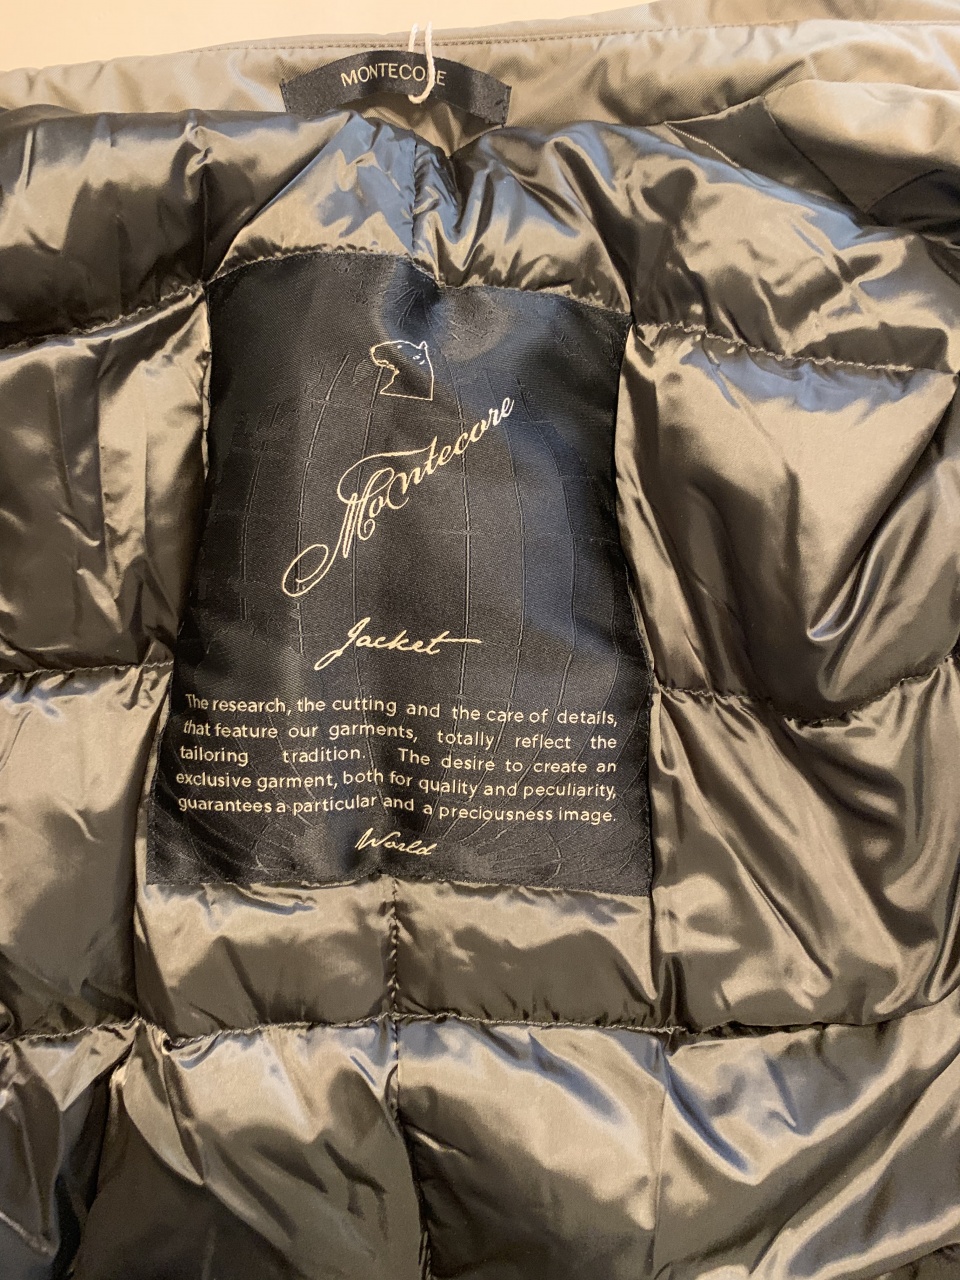 MONTECORE
Montecore
Jacket
The research, the cutting and the care of details,
that feature our garments, totally reflect the
tailoring tradition. The desire to create an
exclusive garment, both for quality and peculiarity,
guarantees a particular and a preciousness image.
World